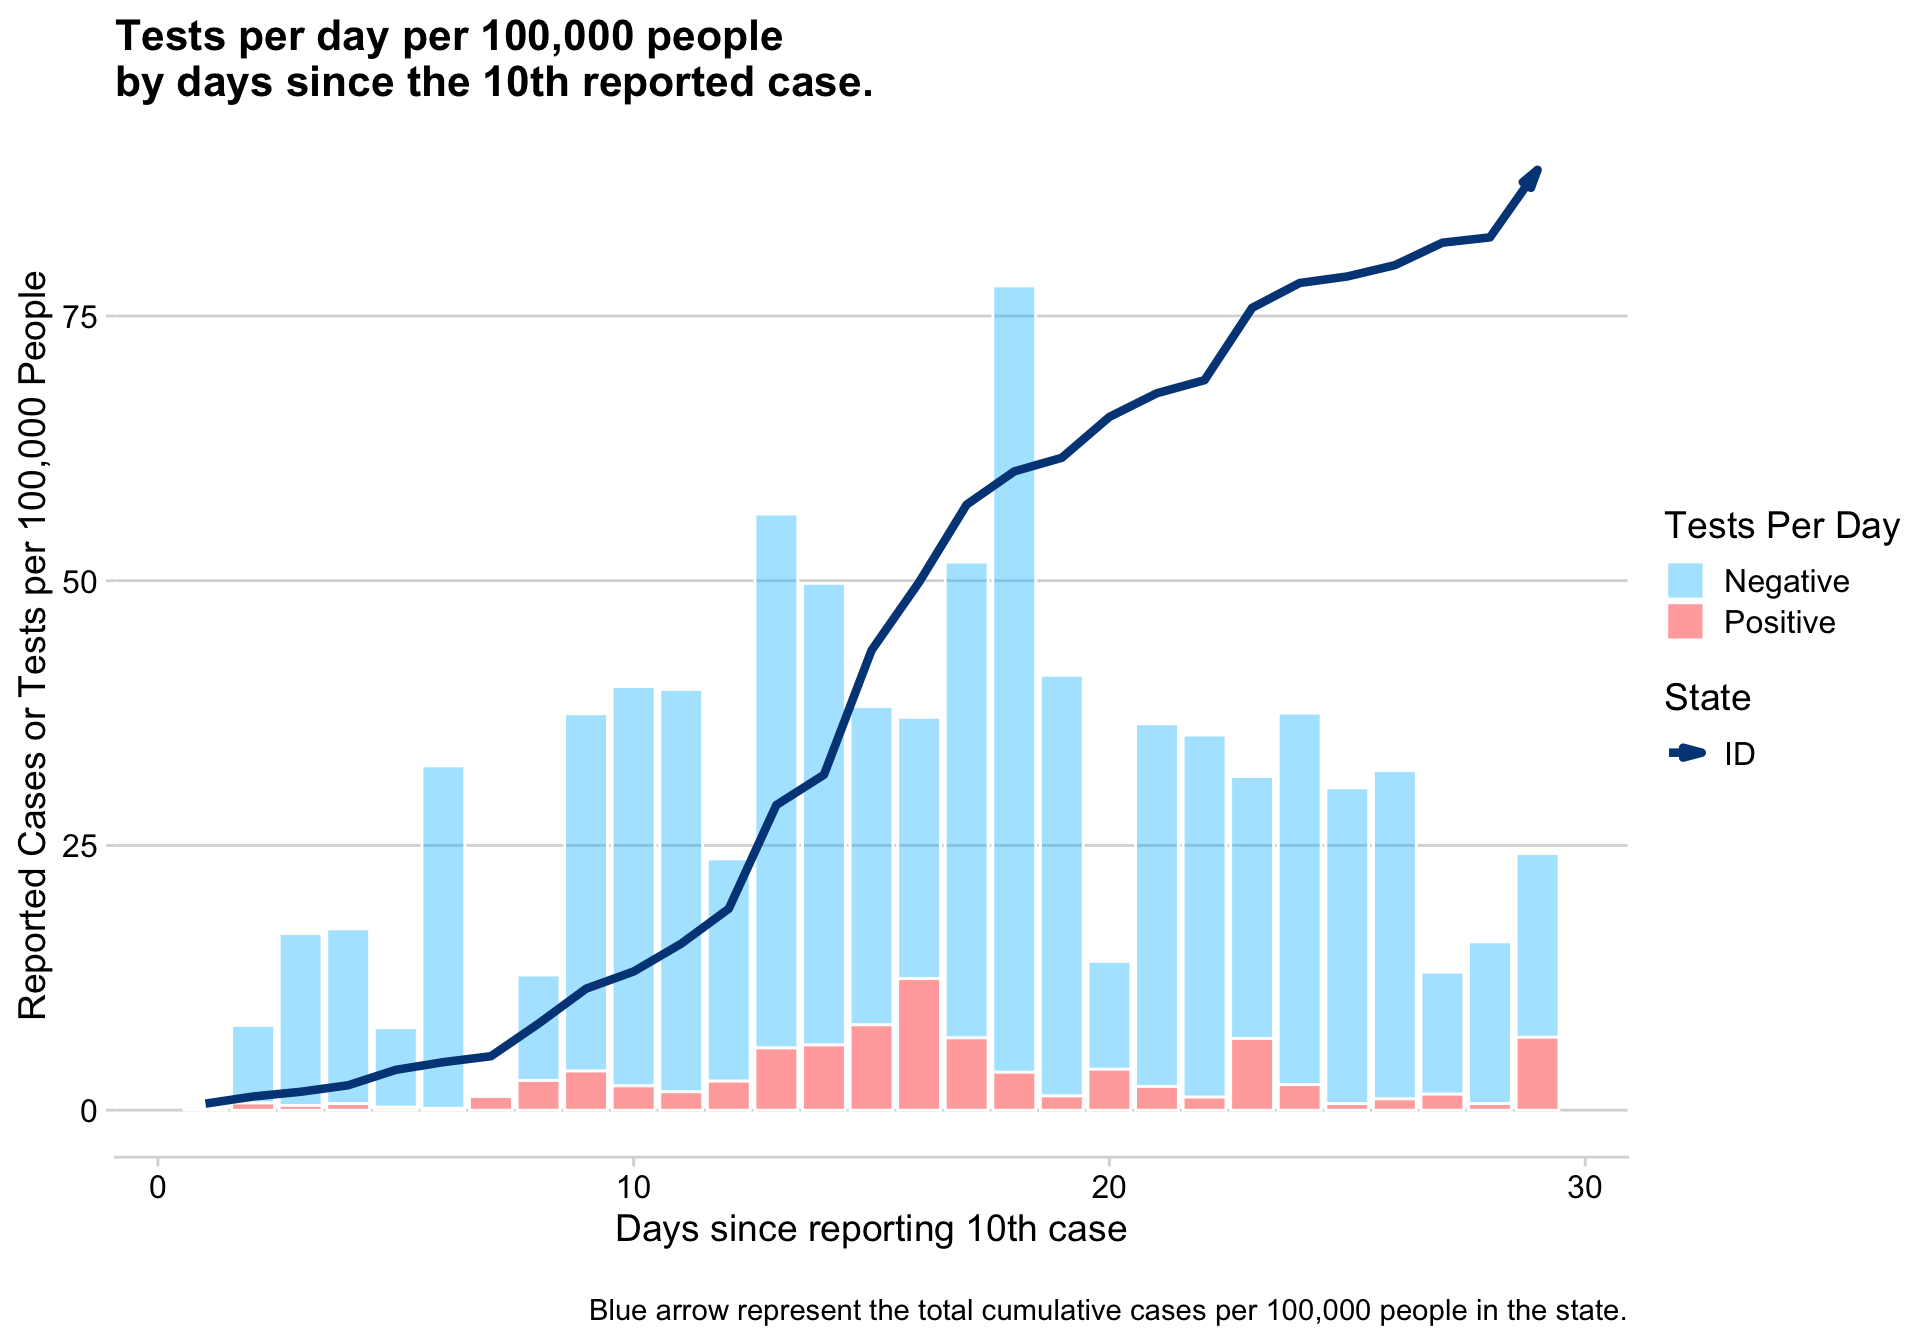 Tests per day per 100,000 people
by days since the 10th reported case.
Reported Cases or Tests per 100,000 People
75
50
25
0
0
10
20
30
Days since reporting 10th case
Tests Per Day
Negative
Positive
State
ID
Blue arrow represent the total cumulative cases per 100,000 people in the state.